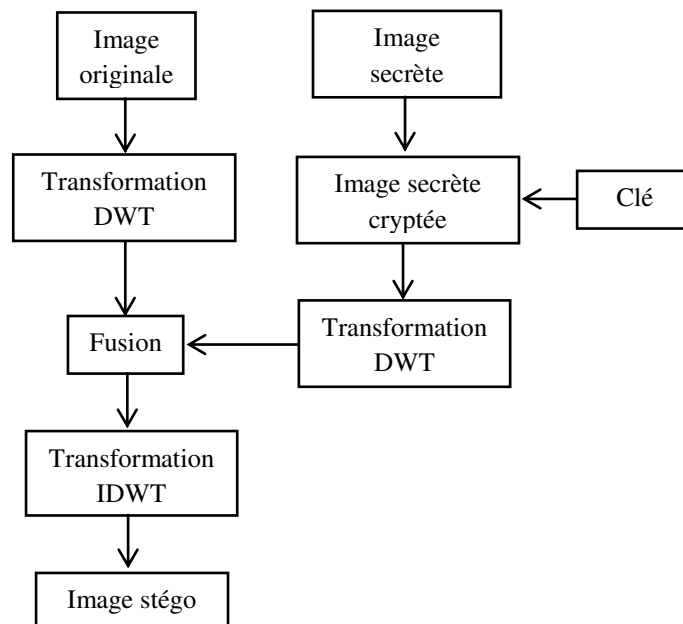 Image
originale
Image
secrète
Transformation
DWT
Image secrète
cryptée
Clé
Fusion
Transformation
DWT
Transformation
IDWT
Image stégo